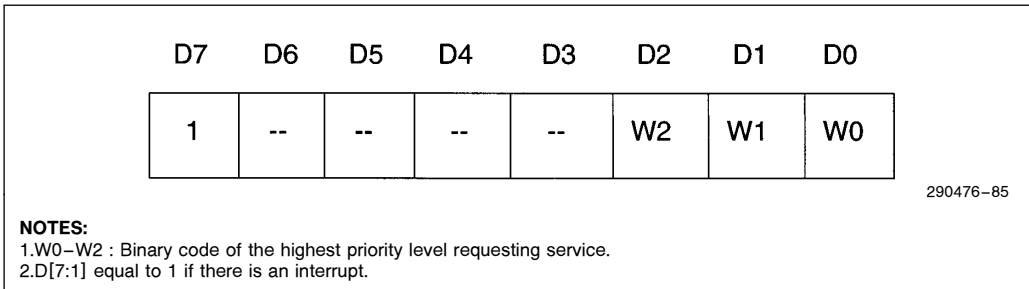 D7 D6 D5 D4 D3 D2 D1 D0
1 -- -- -- -- W2 W1 W0
290476–85
NOTES:
1.W0–W2 : Binary code of the highest priority level requesting service.
2.D[7:1] equal to 1 if there is an interrupt.